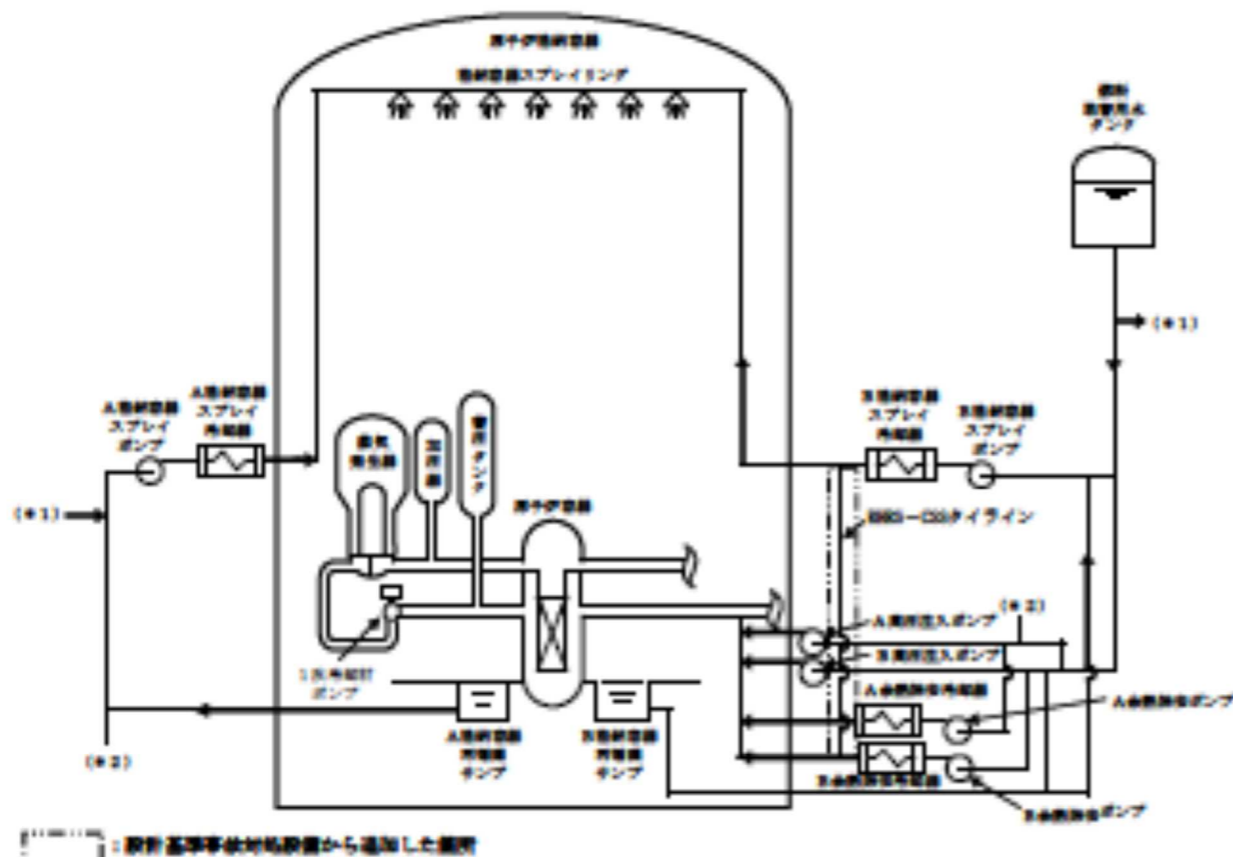 原子炉格納容器
格納容器スプレイリング
燃料
取替用水
タンク
(*1)
A格納容器
スプレイ
ポンプ
A格納容器
スプレイ
冷却器
B格納容器
スプレイ
冷却器
B格納容器
スプレイ
ポンプ
蒸気
発生器
加圧器
蓄圧タンク
原子炉容器
(*1)
RHRS-CSSタイライン
(*2)
A高圧注入ポンプ
B高圧注入ポンプ
1次冷却材
ポンプ
A余熱除去冷却器
A余熱除去ポンプ
A格納容器
再循環
サンプ
B格納容器
再循環
サンプ
(*2)
B余熱除去冷却器
B余熱除去ポンプ
:設計基準事故対処設備から追加した箇所